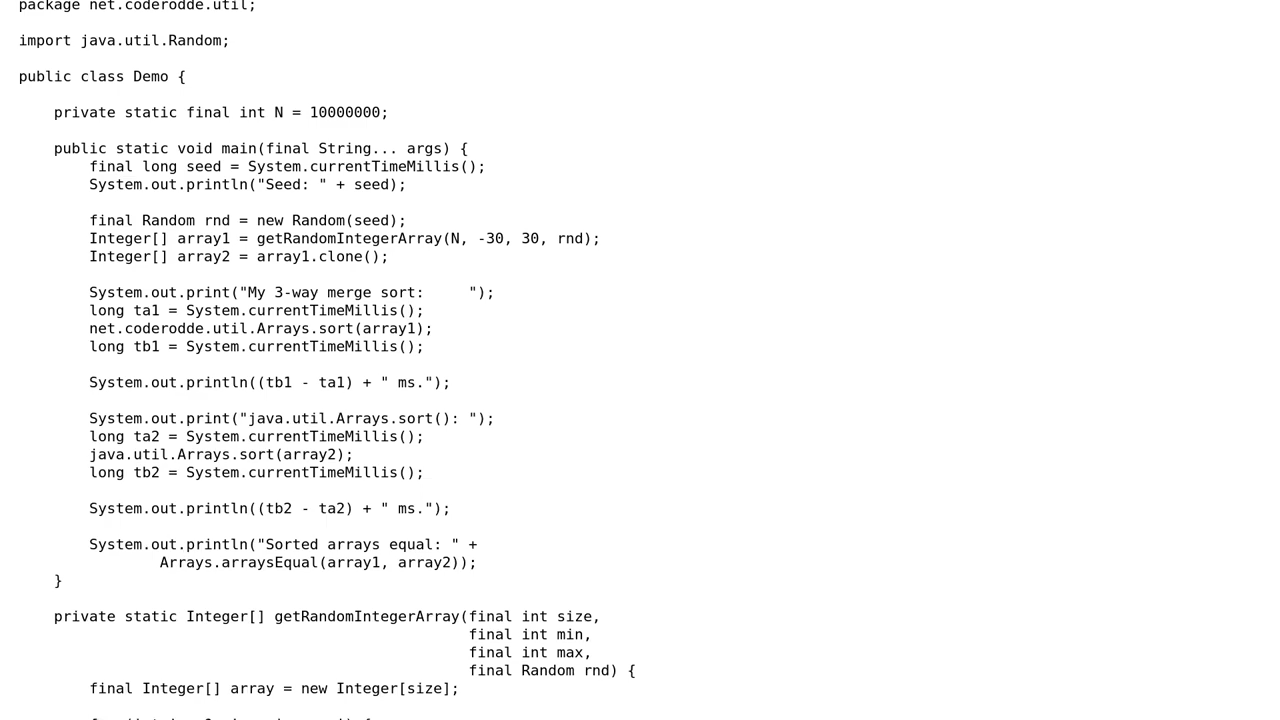 package net.coderodde.util;
import java.util.Random;
public class Demo {
private static final int N = 10000000;
public static void main(final String... args) {
final long seed = System.currentTimeMillis();
System.out.println("Seed: " + seed);
final Random rnd = new Random(seed);
Integer[] array1 = getRandomIntegerArray(N, -30, 30, rnd);
Integer[] array2 = array1.clone();
System.out.print("My 3-way merge sort:     ");
long ta1 = System.currentTimeMillis();
net.coderodde.util.Arrays.sort(array1);
long tb1 = System.currentTimeMillis();
System.out.println((tb1 - ta1) + " ms.");
System.out.print("java.util.Arrays.sort(): ");
long ta2 = System.currentTimeMillis();
java.util.Arrays.sort(array2);
long tb2 = System.currentTimeMillis();
System.out.println((tb2 - ta2) + " ms.");
System.out.println("Sorted arrays equal: " +
Arrays.arraysEqual(array1, array2));
}
private static Integer[] getRandomIntegerArray(final int size,
final int min,
final int max,
final Random rnd) {
final Integer[] array = new Integer[size];